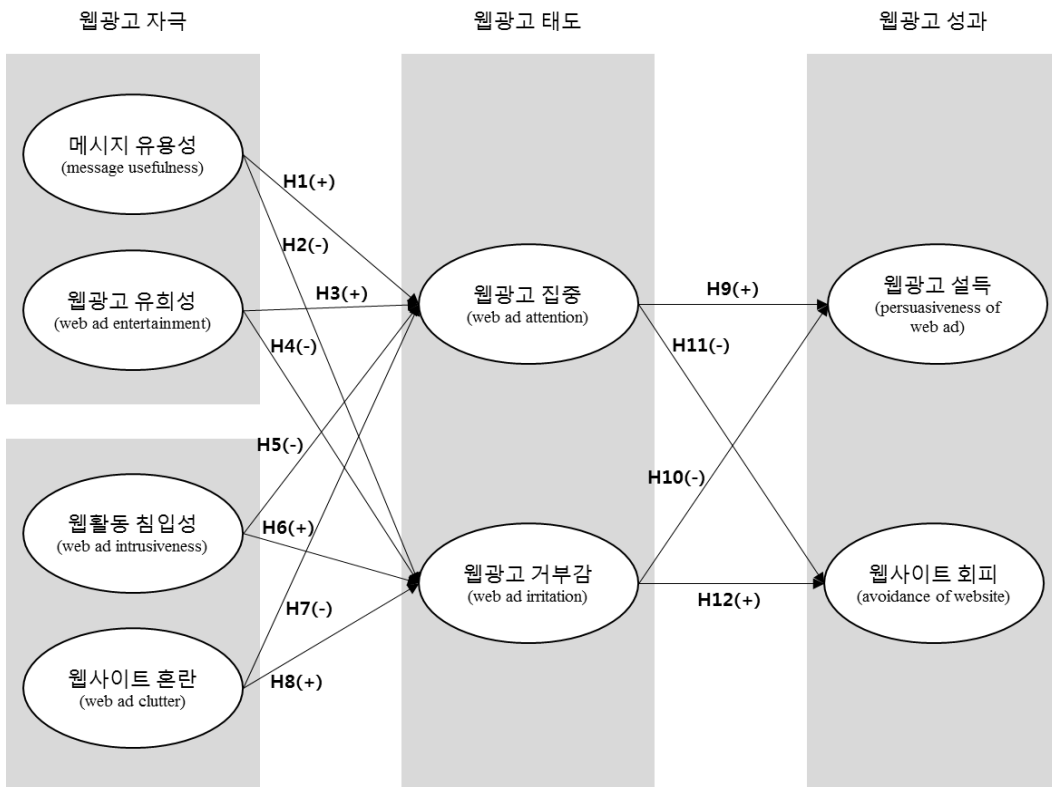 웹광고 자극
웹광고 태도
웹광고 성과
메시지 유용성
(message usefulness)
웹광고 유희성
(web ad entertainment)
웹활동 침입성
(web ad intrusiveness)
웹사이트 혼란
(web ad clutter)
H1(+)
H2(-)
H3(+)
H4(-)
H5(-)
H6(+)
H7(-)
H8(+)
웹광고 집중
(web ad attention)
웹광고 거부감
(web ad irritation)
H9(+)
H11(-)
H10(-)
H12(+)
웹광고 설득
(persuasiveness of
web ad)
웹사이트 회피
(avoidance of website)